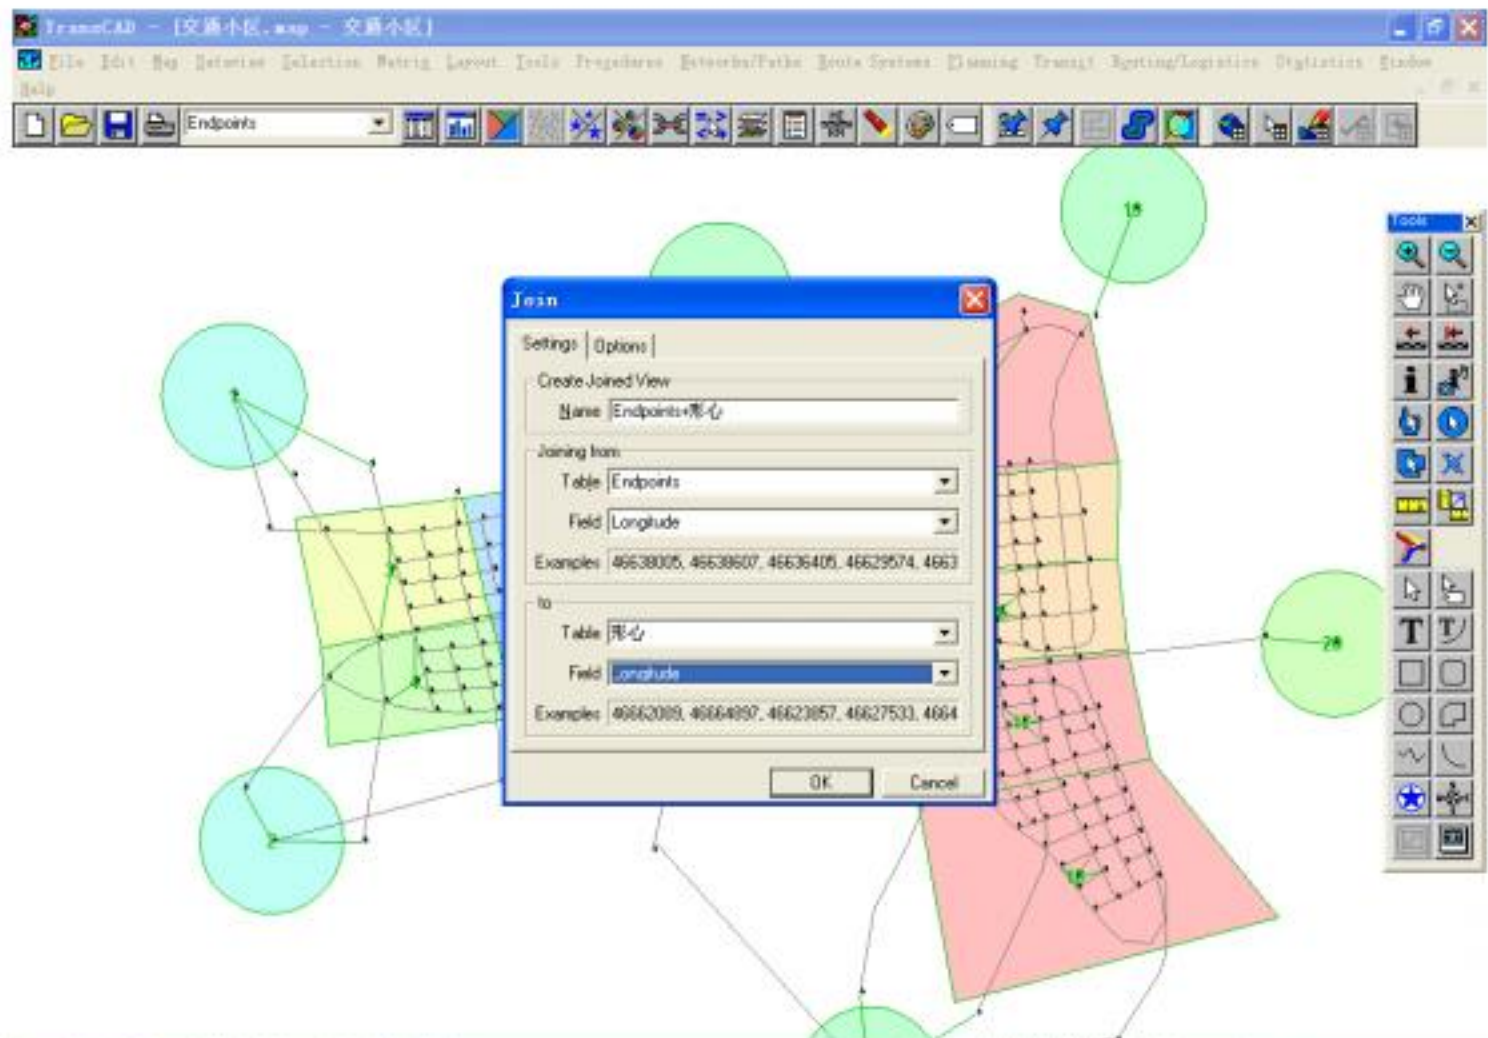 TransCAD - [交通小区.map - 交通小区]
File Edit Map Dataview Selection Matrix Layout Tools Procedures Networks/Paths Route Systems Planning Transit Routing/Logistics Statistics Window
Help
Endpoints
18
Tools
Join
Settings Options
Create Joined View
Name Endpoints+形心
Joining from
Table Endpoints
Field Longitude
Examples 46638005, 46638607, 46636405, 46629574, 4663
to
Table 形心
Field Longitude
Examples 46662089, 46664897, 46623857, 46627533, 4664
OK Cancel
20
2